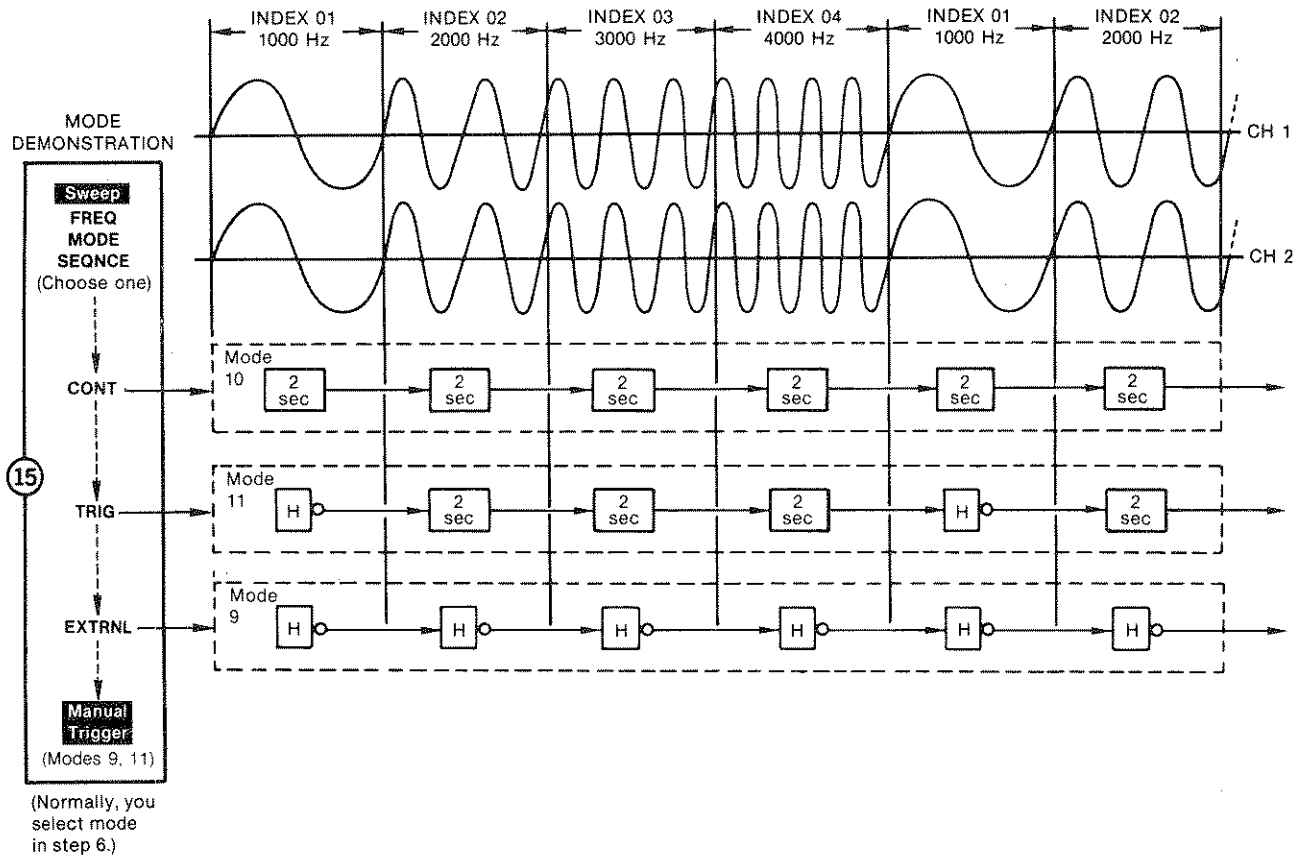 INDEX 01 INDEX 02 INDEX 03 INDEX 04 INDEX 01 INDEX 02
1000 Hz 2000 Hz 3000 Hz 4000 Hz 1000 Hz 2000 Hz
MODE
DEMONSTRATION
CH 1
Sweep
FREQ
MODE
SEQNCE
(Choose one)
CH 2
CONT
Mode
10
2 2 2 2 2 2
sec sec sec sec sec sec
15
TRIG
Mode
11
H 2 2 2 H 2
sec sec sec sec
EXTRNL
Mode
9
H H H H H H
Manual
Trigger
(Modes 9, 11)
(Normally, you
select mode
in step 6.)